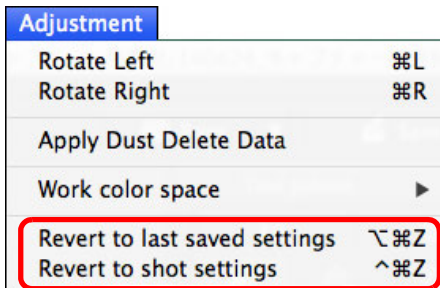 Adjustment
Rotate Left ⌘L
Rotate Right ⌘R
Apply Dust Delete Data
Work color space ▶
Revert to last saved settings ⌥⌘Z
Revert to shot settings ^⌘Z